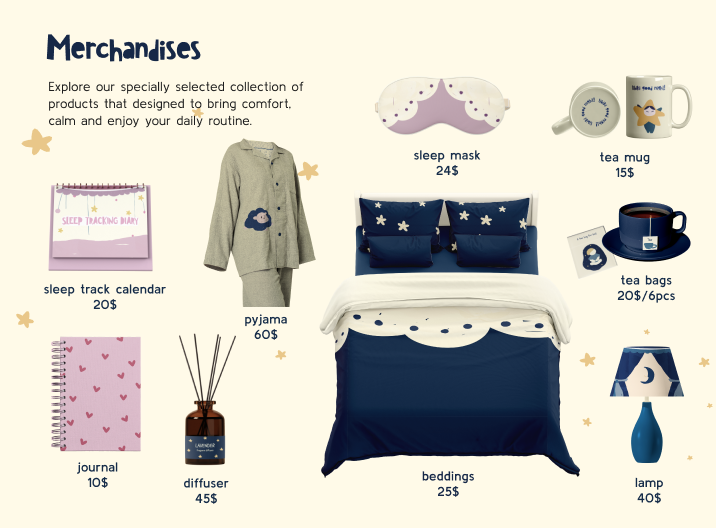 Merchandises
Explore our specially selected collection of
products that designed to bring comfort,
calm and enjoy your daily routine.
sleep mask
24$
tea mug
15$
SLEEP TRACKING DIARY
sleep track calendar
20$
pyjama
60$
tea bags
20$/6pcs
journal
10$
LAVENDER
diffuser
45$
beddings
25$
lamp
40$